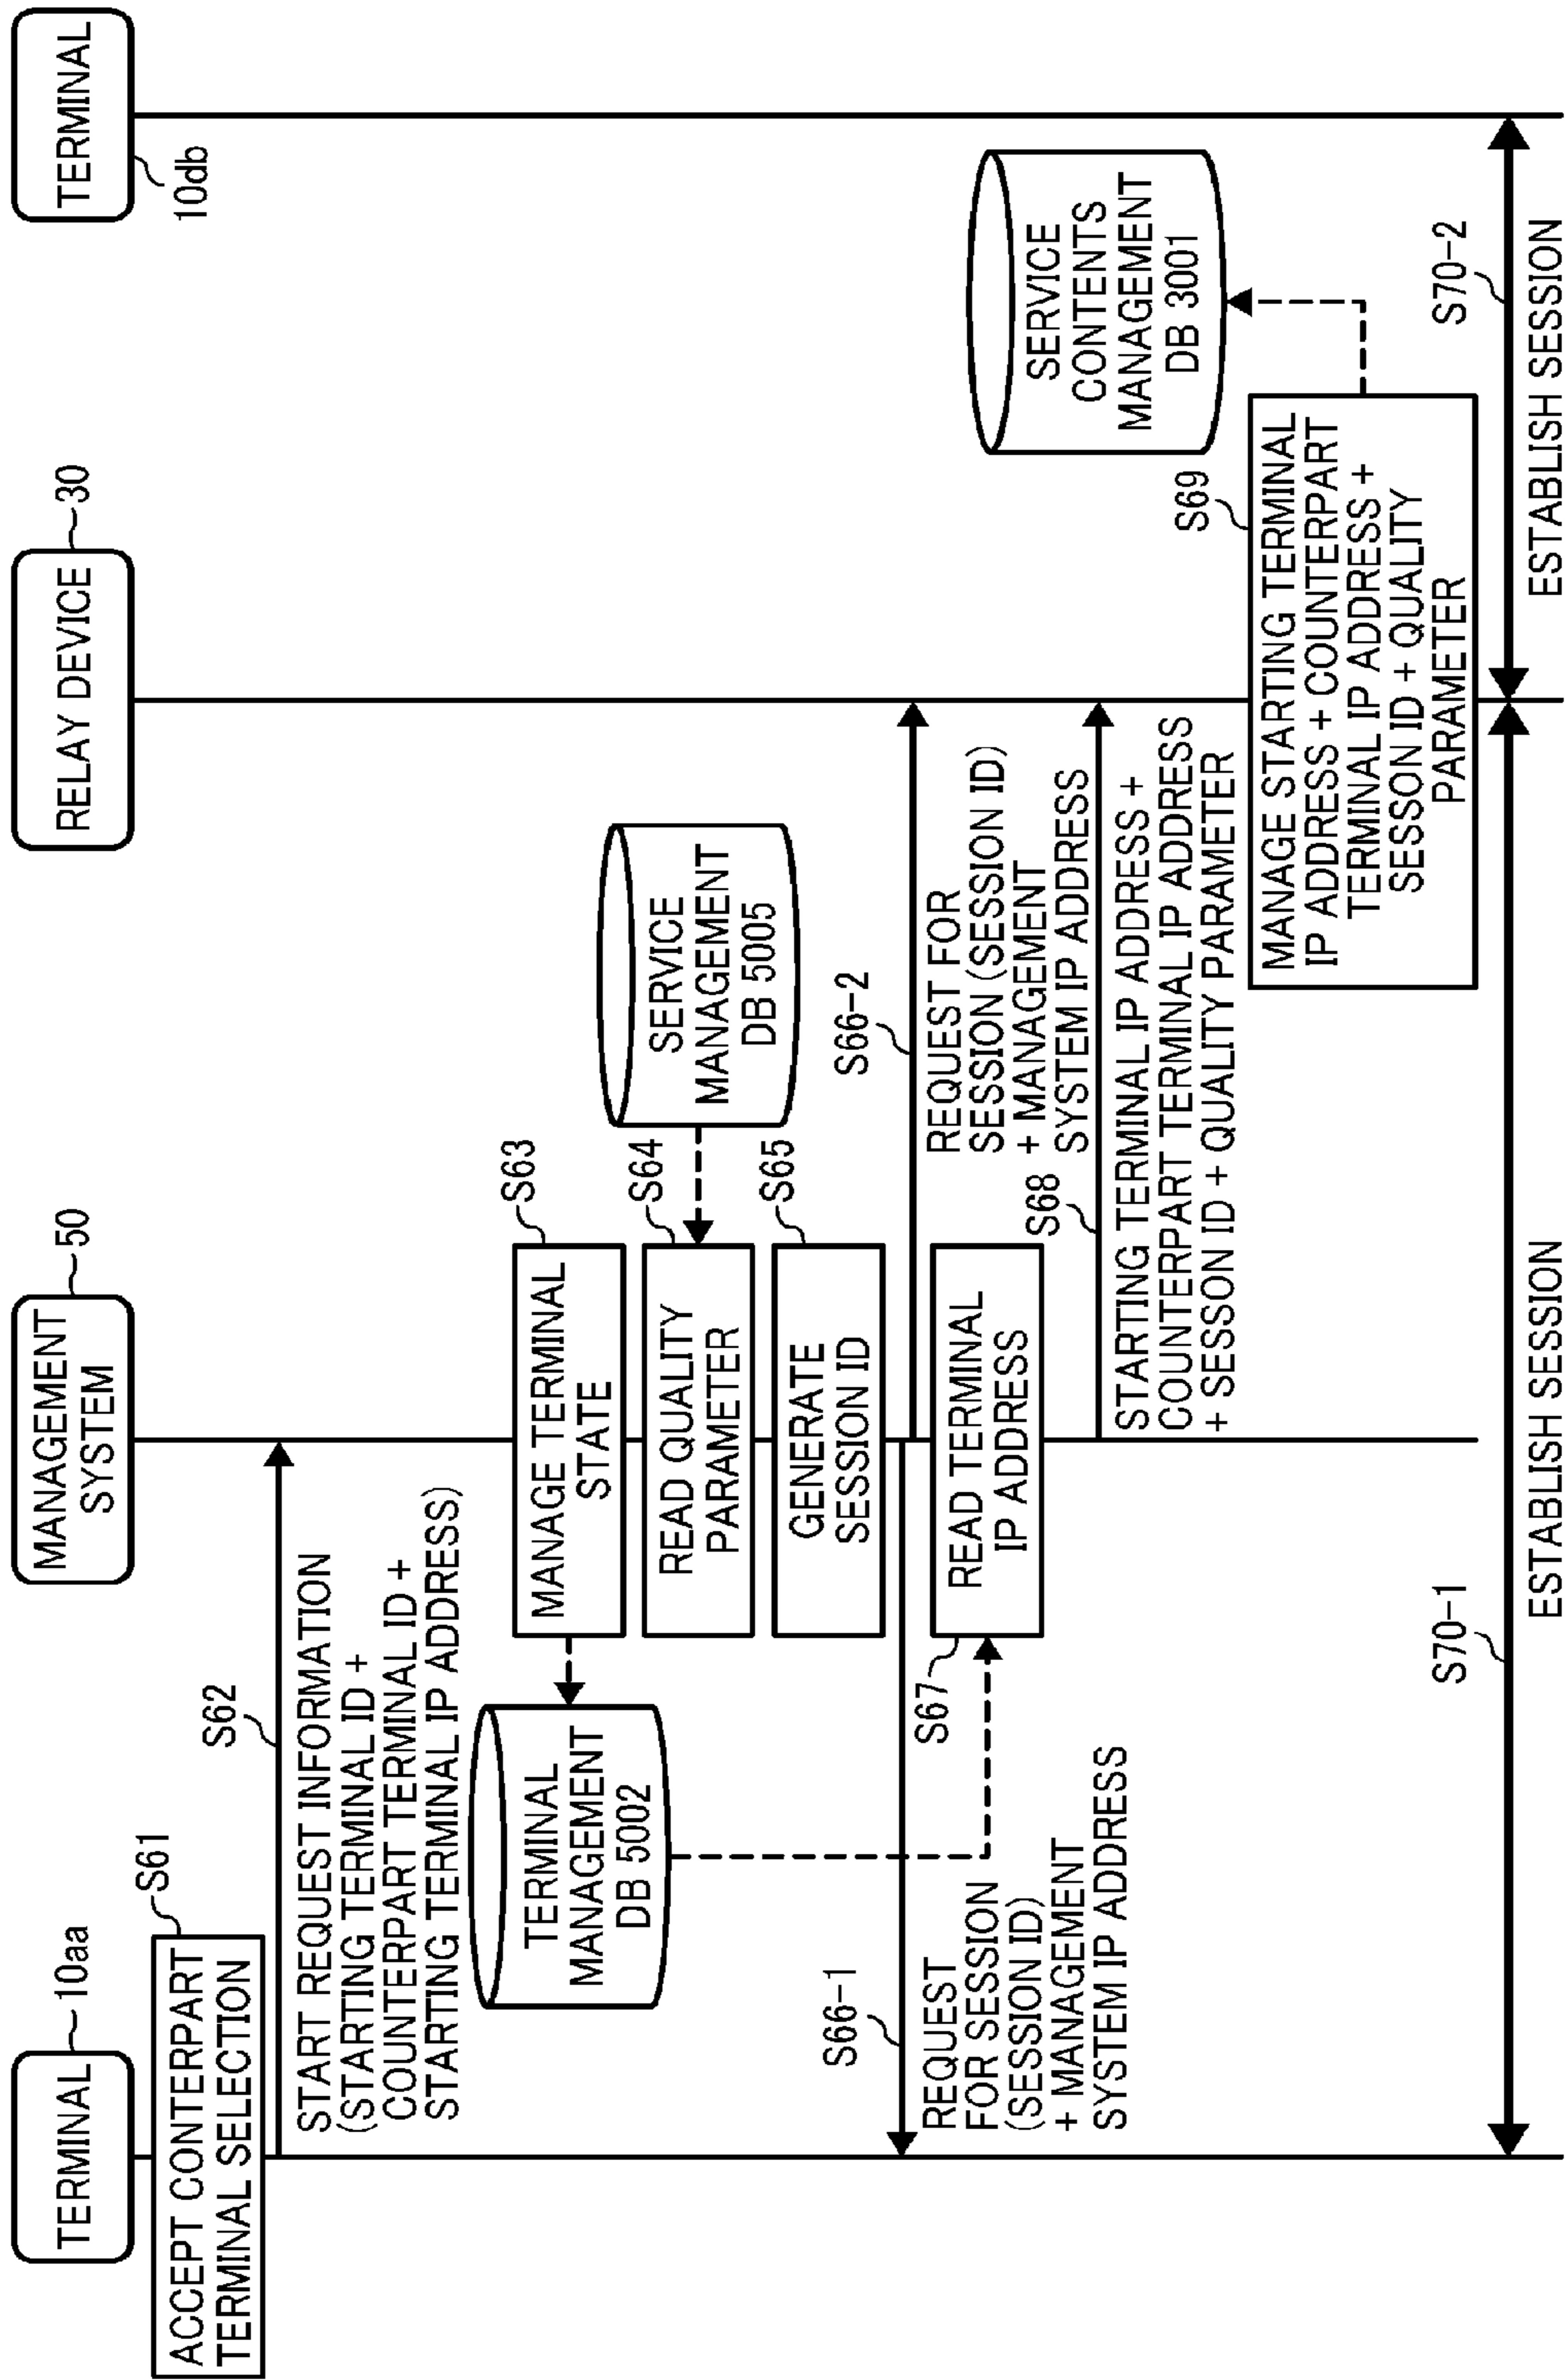 TERMINAL
10aa
MANAGEMENT
SYSTEM
50
RELAY DEVICE
30
TERMINAL
10db
S61
ACCEPT CONTERPART
TERMINAL SELECTION
S62
START REQUEST INFORMATION
(STARTING TERMINAL ID +
COUNTERPART TERMINAL ID +
STARTING TERMINAL IP ADDRESS)
S63
MANAGE TERMINAL
STATE
TERMINAL
MANAGEMENT
DB 5002
S64
READ QUALITY
PARAMETER
SERVICE
MANAGEMENT
DB 5005
S65
GENERATE
SESSION ID
S66-1
REQUEST
FOR SESSION
(SESSION ID)
+ MANAGEMENT
SYSTEM IP ADDRESS
S66-2
REQUEST FOR
SESSION (SESSION ID)
+ MANAGEMENT
SYSTEM IP ADDRESS
S67
READ TERMINAL
IP ADDRESS
S68
STARTING TERMINAL IP ADDRESS +
COUNTERPART TERMINAL IP ADDRESS
+ SESSON ID + QUALITY PARAMETER
SERVICE
CONTENTS
MANAGEMENT
DB 3001
S69
MANAGE STARTING TERMINAL
IP ADDRESS + COUNTERPART
TERMINAL IP ADDRESS +
SESSON ID + QUALITY
PARAMETER
S70-1
ESTABLISH SESSION
S70-2
ESTABLISH SESSION